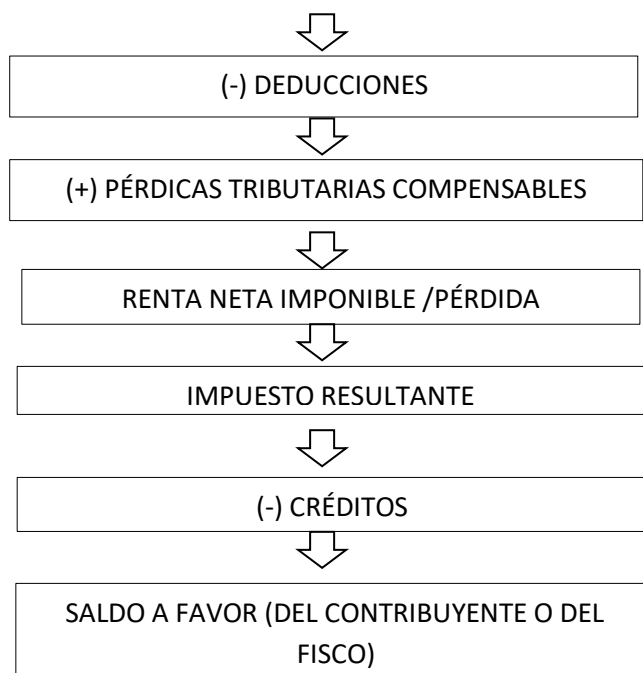 (-) DEDUCCIONES
(+) PÉRDICAS TRIBUTARIAS COMPENSABLES
RENTA NETA IMPONIBLE /PÉRDIDA
IMPUESTO RESULTANTE
(-) CRÉDITOS
SALDO A FAVOR (DEL CONTRIBUYENTE O DEL
FISCO)